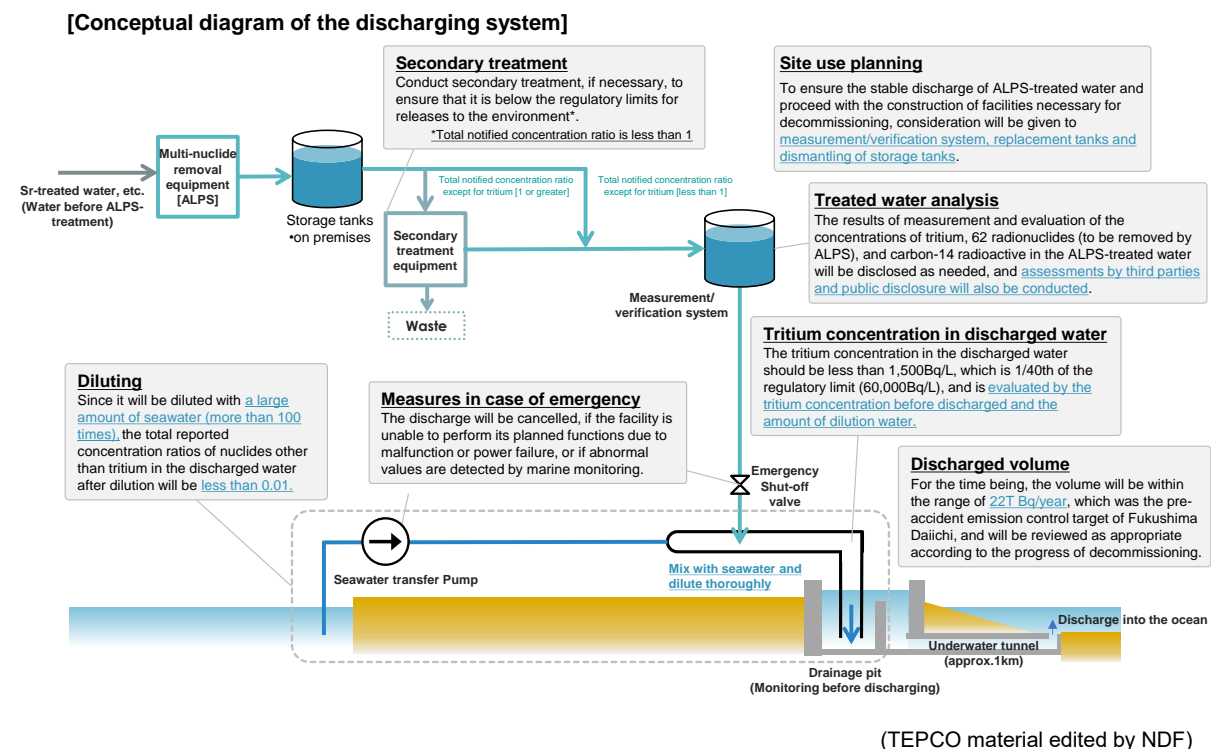 [Conceptual diagram of the discharging system]
Secondary treatment
Conduct secondary treatment, if necessary, to
ensure that it is below the regulatory limits for
releases to the environment*.
*Total notified concentration ratio is less than 1
Site use planning
To ensure the stable discharge of ALPS-treated water and
proceed with the construction of facilities necessary for
decommissioning, consideration will be given to
measurement/verification system, replacement tanks and
dismantling of storage tanks.
Multi-nuclide
removal
equipment
[ALPS]
Sr-treated water, etc.
(Water before ALPS-
treatment)
Storage tanks
•on premises
Total notified concentration ratio
except for tritium [1 or greater]
Total notified concentration ratio
except for tritium [less than 1]
Secondary
treatment
equipment
Waste
Measurement/
verification system
Treated water analysis
The results of measurement and evaluation of the
concentrations of tritium, 62 radionuclides (to be removed by
ALPS), and carbon-14 radioactive in the ALPS-treated water
will be disclosed as needed, and assessments by third parties
and public disclosure will also be conducted.
Tritium concentration in discharged water
The tritium concentration in the discharged water
should be less than 1,500Bq/L, which is 1/40th of the
regulatory limit (60,000Bq/L), and is evaluated by the
tritium concentration before discharged and the
amount of dilution water.
Diluting
Since it will be diluted with a large
amount of seawater (more than 100
times), the total reported
concentration ratios of nuclides other
than tritium in the discharged water
after dilution will be less than 0.01.
Measures in case of emergency
The discharge will be cancelled, if the facility is
unable to perform its planned functions due to
malfunction or power failure, or if abnormal
values are detected by marine monitoring.
Emergency
Shut-off
valve
Discharged volume
For the time being, the volume will be within
the range of 22T Bq/year, which was the pre-
accident emission control target of Fukushima
Daiichi, and will be reviewed as appropriate
according to the progress of decommissioning.
Seawater transfer Pump
Mix with seawater and
dilute thoroughly
Discharge into the ocean
Underwater tunnel
(approx.1km)
Drainage pit
(Monitoring before discharging)
(TEPCO material edited by NDF)